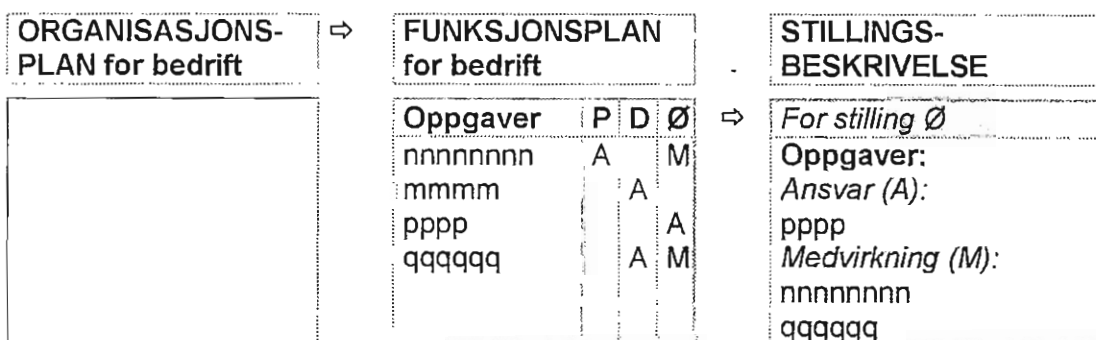 ORGANISASJONS-
PLAN for bedrift
⇨
FUNKSJONSPLAN
for bedrift
Oppgaver P D Ø
nnnnnnnn A M
mmmm A
pppp A
qqqqqq A M
⇨
STILLINGS-
BESKRIVELSE
For stilling Ø
Oppgaver:
Ansvar (A):
pppp
Medvirkning (M):
nnnnnnnn
qqqqqq